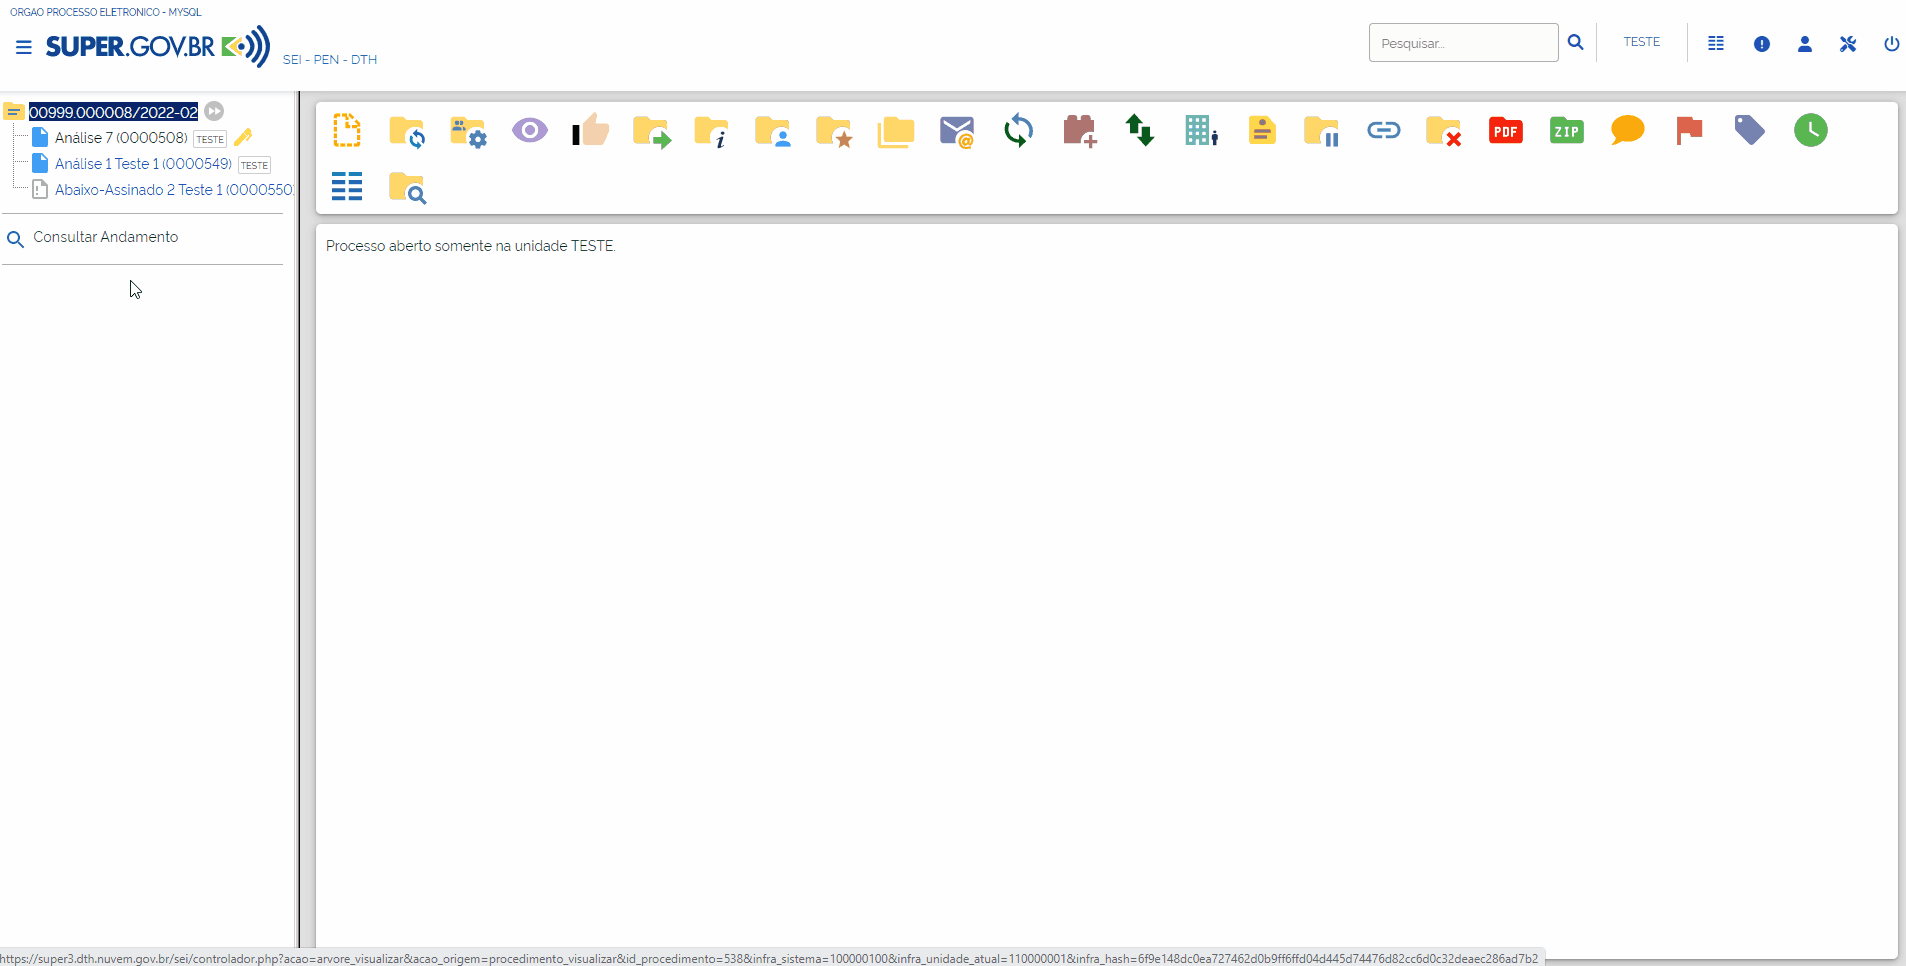 ORGAO PROCESSO ELETRONICO - MYSQL
SUPER.GOV.BR
SEI - PEN - DTH
Pesquisar...
TESTE
00999.000008/2022-02
Análise 7 (0000508) TESTE
Análise 1 Teste 1 (0000549) TESTE
Abaixo-Assinado 2 Teste 1 (0000550
Consultar Andamento
PDF
ZIP
Processo aberto somente na unidade TESTE.
https://super3.dth.nuvem.gov.br/sei/controlador.php?acao=arvore_visualizar&acao_origem=procedimento_visualizar&id_procedimento=538&infra_sistema=100000100&infra_unidade_atual=110000001&infra_hash=6f9e148dc0ea727462d0b9ff6ffd04d445d74476d82cc6d0c32deaec286ad7b2